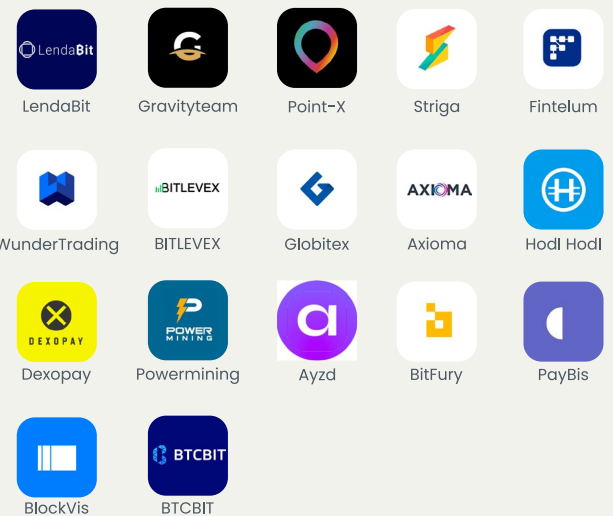 LendaBit
LendaBit Gravityteam Point-X Striga Fintelum
BITLEVEX AXIOMA
WunderTrading BITLEVEX Globitex Axioma Hodl Hodl
DEXOPAY POWER
MINING
Dexopay Powermining Ayzd BitFury PayBis
BTCBIT
BlockVis BTCBIT